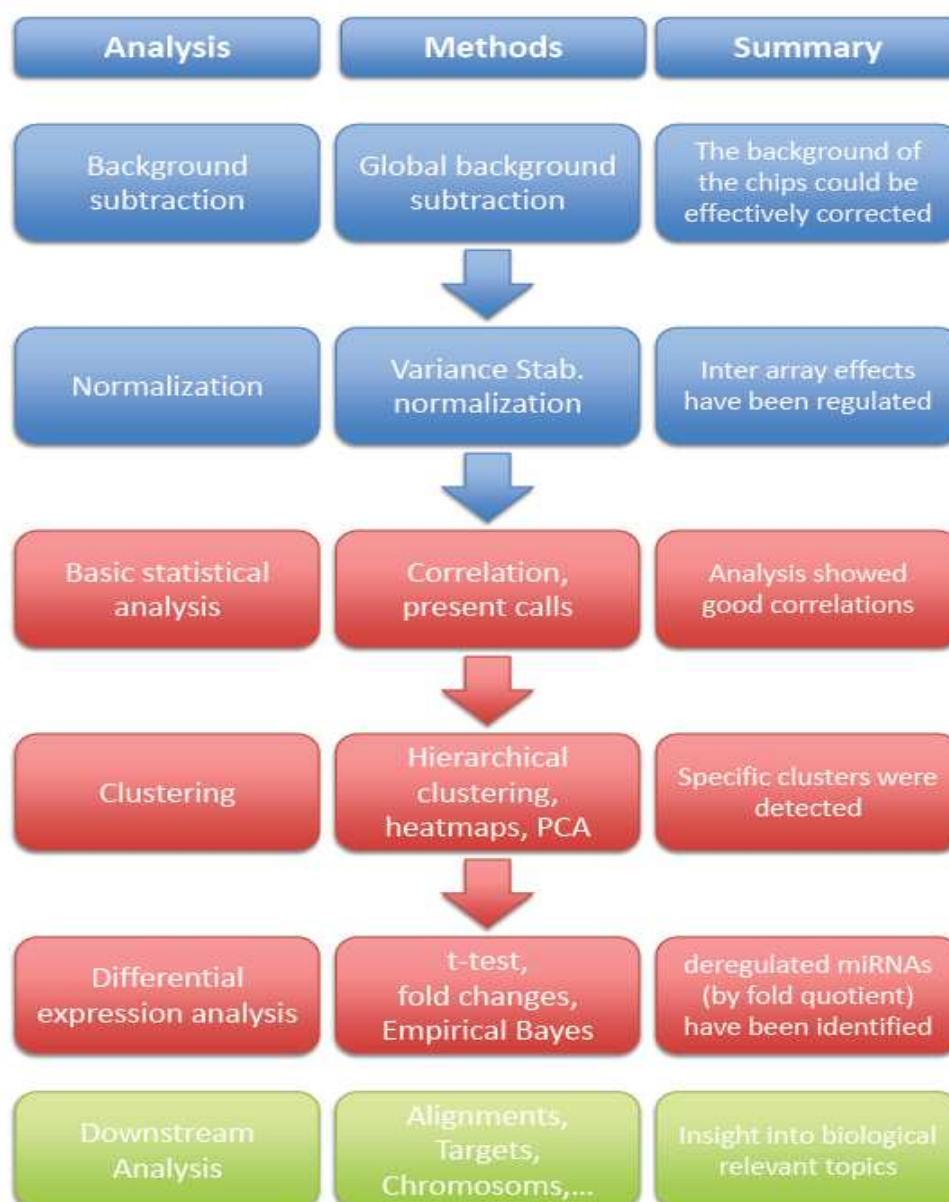 Analysis
Methods
Summary
Background
subtraction
Global background
subtraction
The background of
the chips could be
effectively corrected
Normalization
Variance Stab.
normalization
Inter array effects
have been regulated
Basic statistical
analysis
Correlation,
present calls
Analysis showed
good correlations
Clustering
Hierarchical
clustering,
heatmaps, PCA
Specific clusters were
detected
Differential
expression analysis
t-test,
fold changes,
Empirical Bayes
deregulated miRNAs
(by fold quotient)
have been identified
Downstream
Analysis
Alignments,
Targets,
Chromosoms,...
Insight into biological
relevant topics